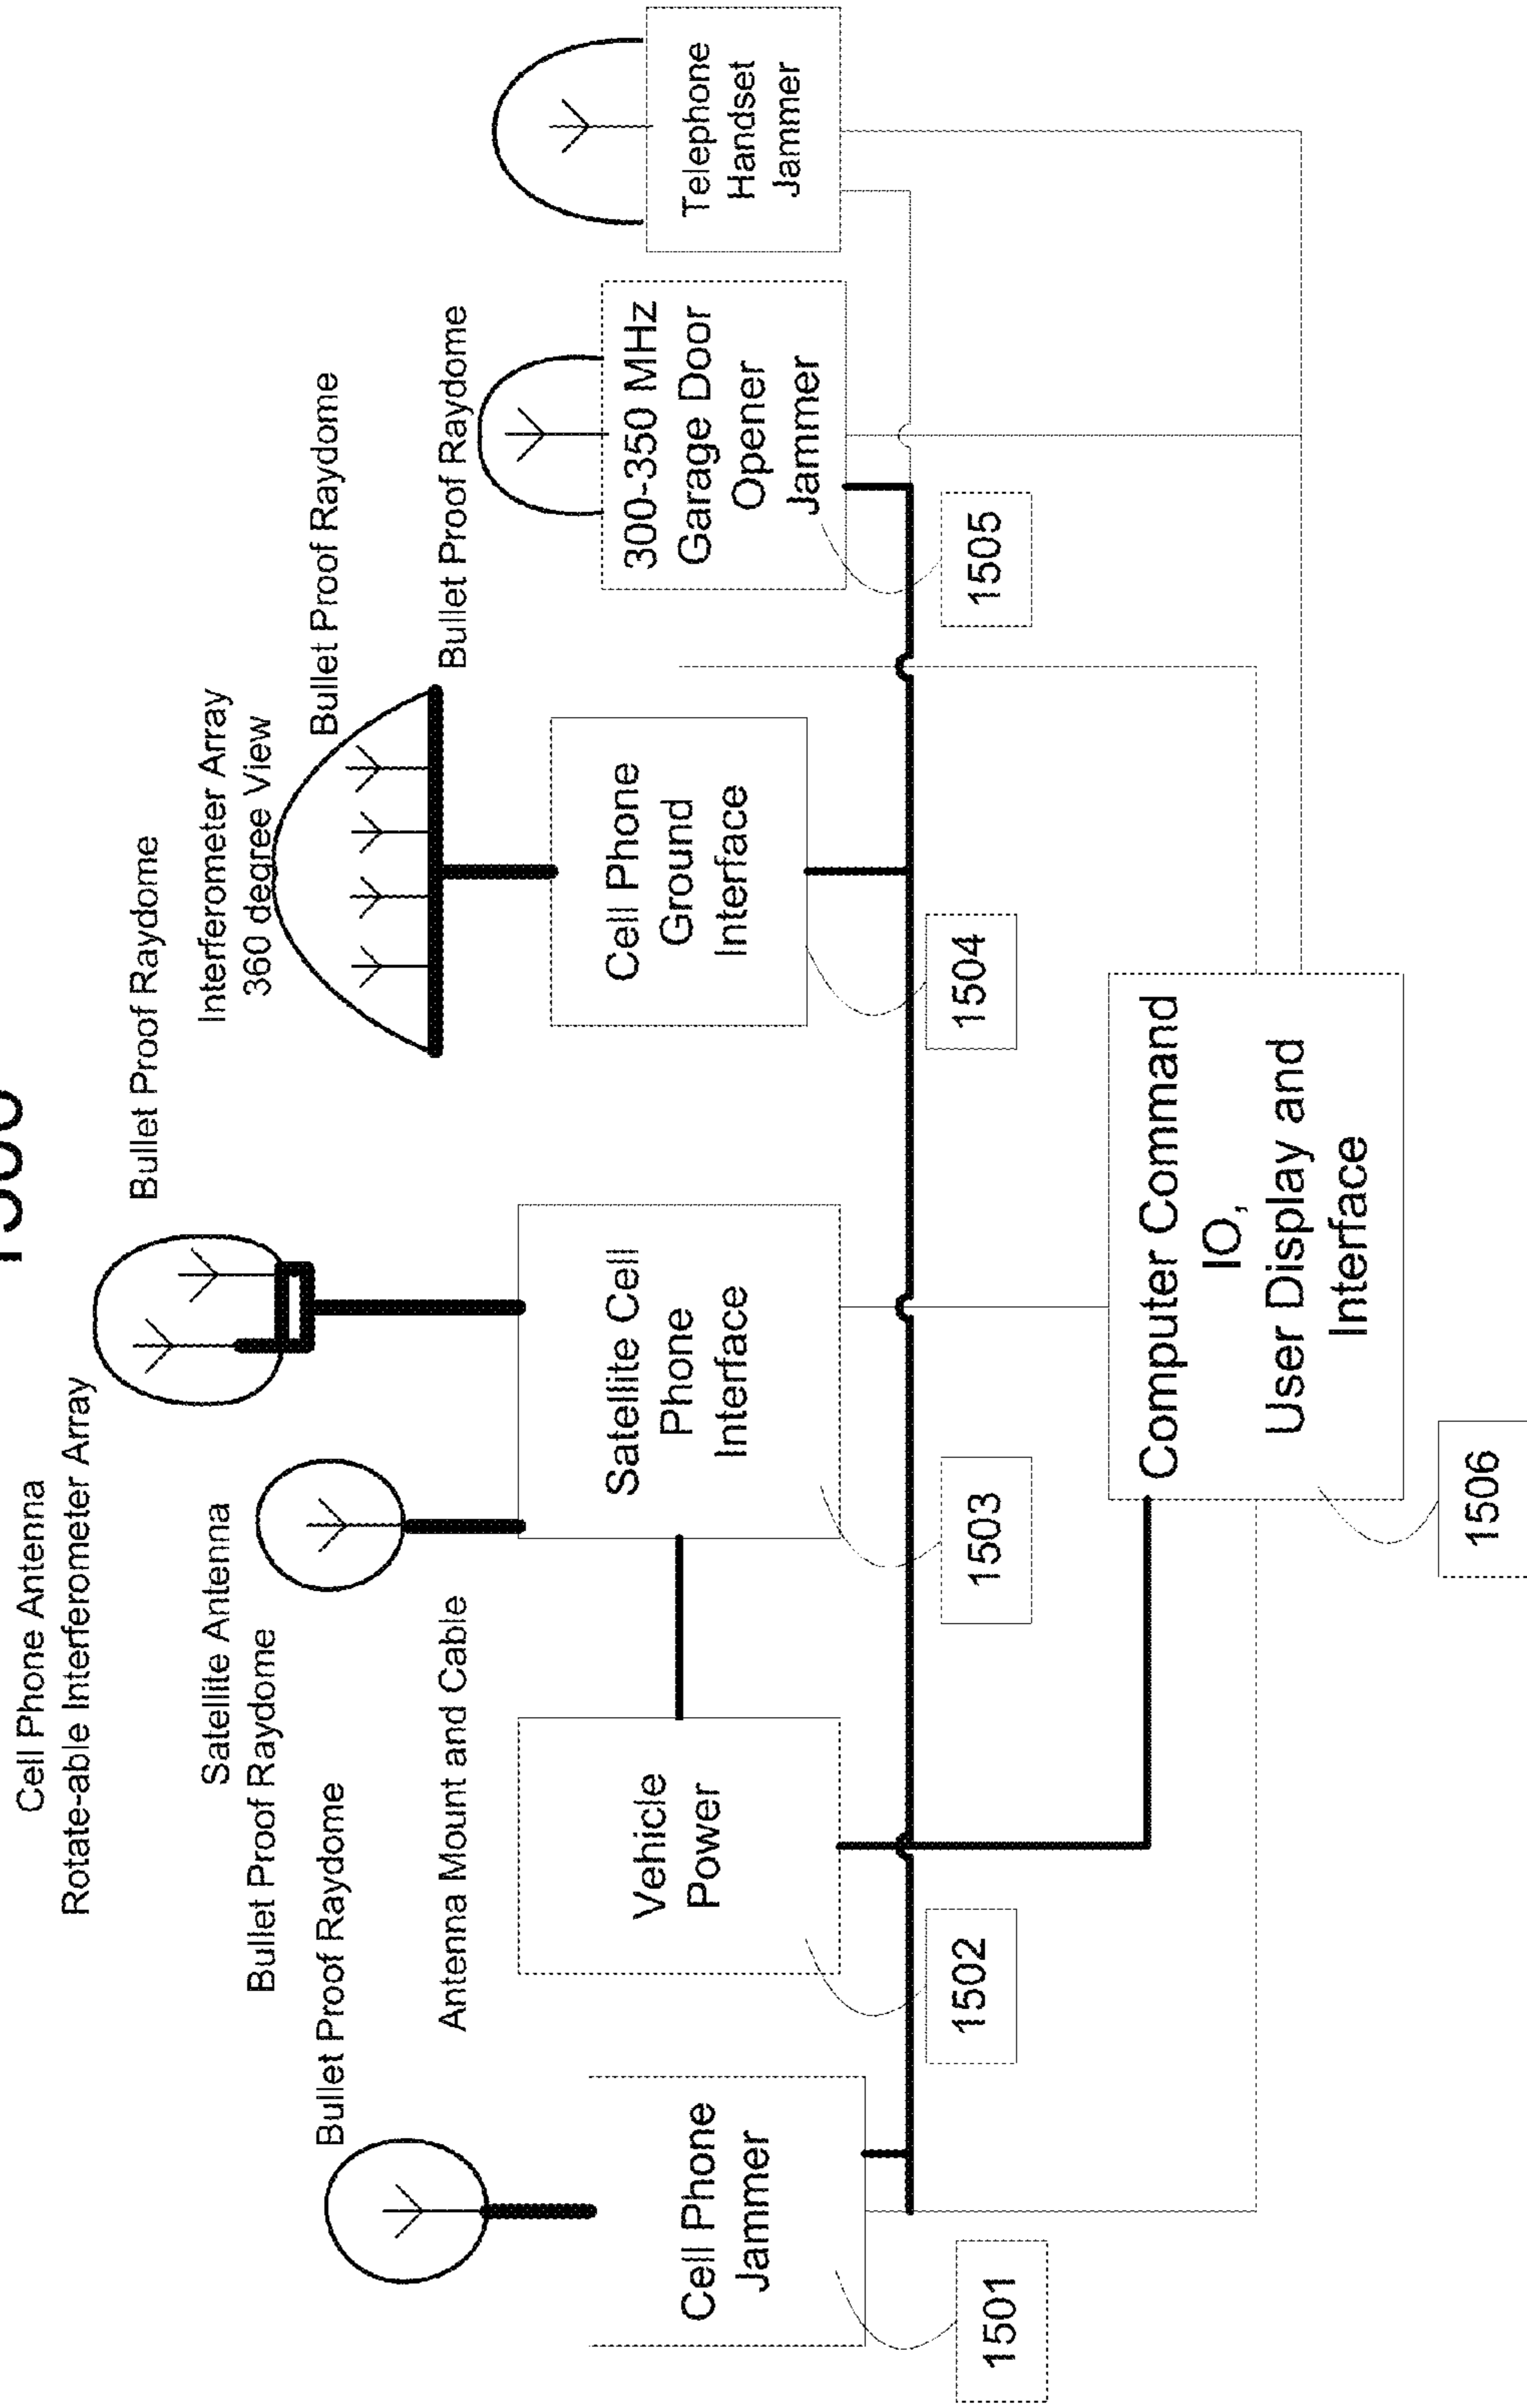 Cell Phone Antenna
Rotate-able Interferometer Array
Bullet Proof Raydome
Interferometer Array
360 degree View
Satellite Antenna
Bullet Proof Raydome
Bullet Proof Raydome
Bullet Proof Raydome
Antenna Mount and Cable
Bullet Proof Raydome
Cell Phone
Jammer
Vehicle
Power
Satellite Cell
Phone
Interface
Cell Phone
Ground
Interface
300-350 MHz
Garage Door
Opener
Jammer
Telephone
Handset
Jammer
1501
1502
1503
1504
1505
Computer Command
IO,
User Display and
Interface
1506